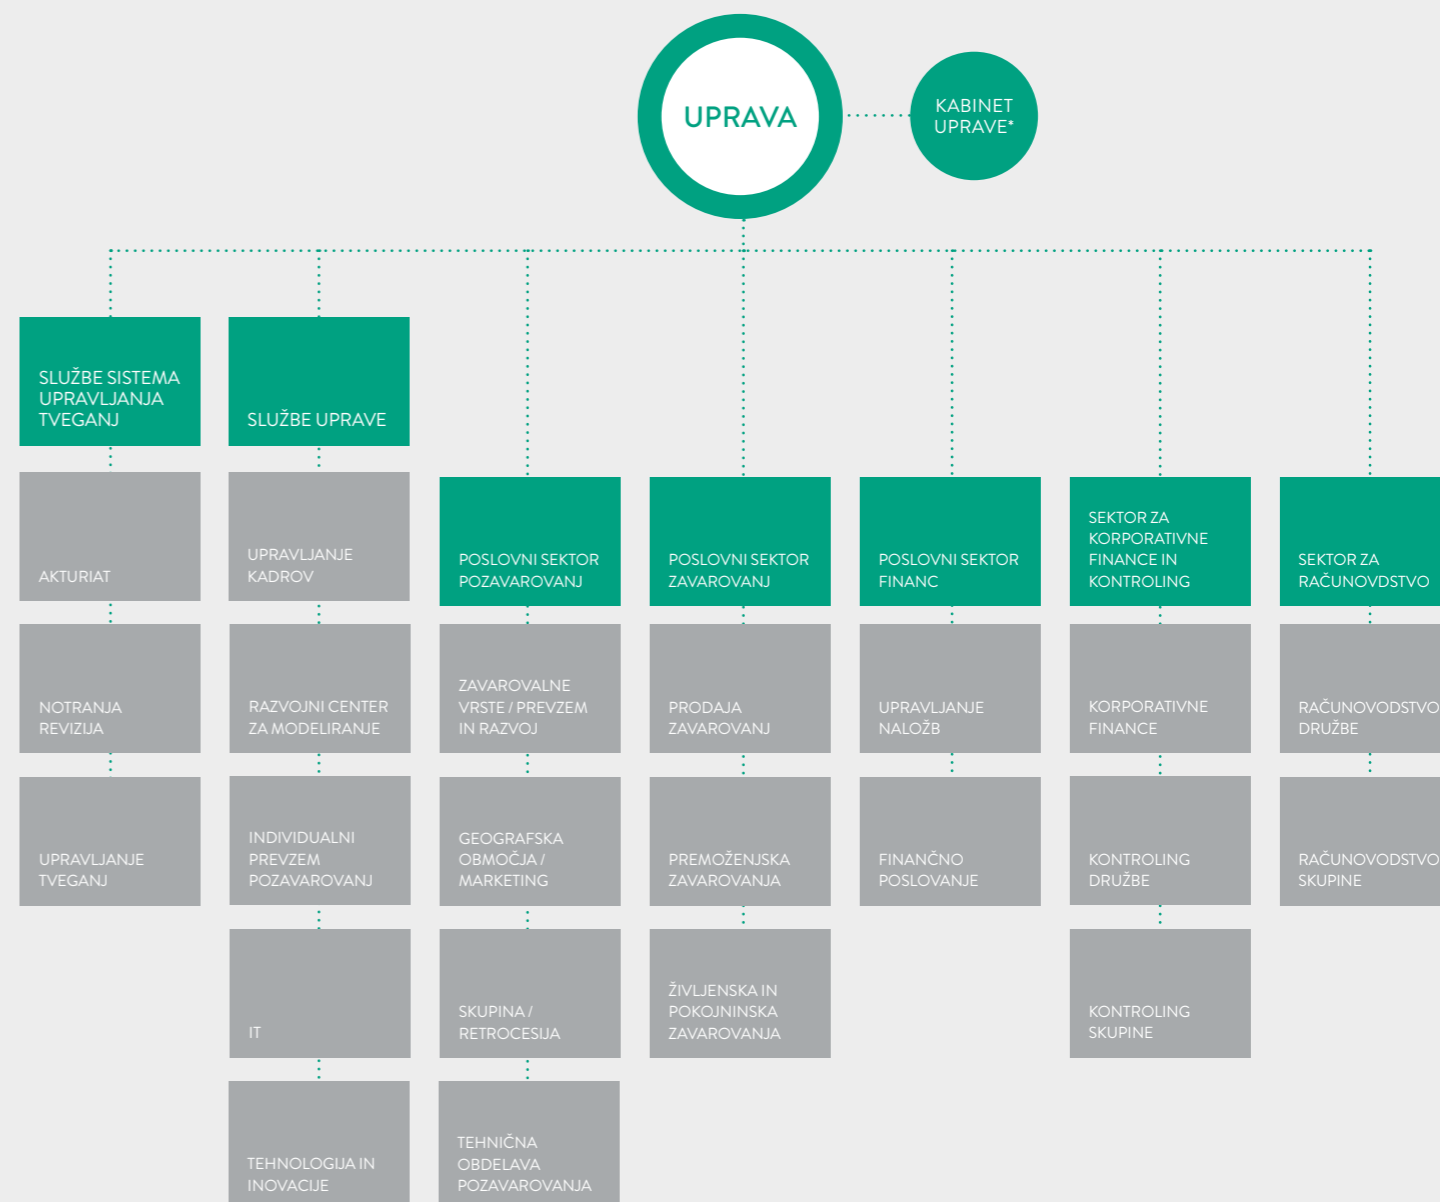 UPRAVA
KABINET
UPRAVE*
SLUŽBE SISTEMA
UPRAVLJANJA
TVEGANJ
AKTURIAT
NOTRANJA
REVIZIJA
UPRAVLJANJE
TVEGANJ
SLUŽBE UPRAVE
UPRAVLJANJE
KADROV
RAZVOJNI CENTER
ZA MODELIRANJE
INDIVIDUALNI
PREVZEM
POZAVAROVANJ
IT
TEHNOLOGIJA IN
INOVACIJE
POSLOVNI SEKTOR
POZAVAROVANJ
ZAVAROVALNE
VRSTE / PREVZEM
IN RAZVOJ
GEOGRAFSKA
OBMOČJA /
MARKETING
SKUPINA /
RETROCESIJA
TEHNIČNA
OBDELAVA
POZAVAROVANJA
POSLOVNI SEKTOR
ZAVAROVANJ
PRODAJA
ZAVAROVANJ
PREMOŽENJSKA
ZAVAROVANJA
ŽIVLJENSKA IN
POKOJNINSKA
ZAVAROVANJA
POSLOVNI SEKTOR
FINANC
UPRAVLJANJE
NALOŽB
FINANČNO
POSLOVANJE
SEKTOR ZA
KORPORATIVNE
FINANCE IN
KONTROLING
KORPORATIVNE
FINANCE
KONTROLING
DRUŽBE
KONTROLING
SKUPINE
SEKTOR ZA
RAČUNOVDSTVO
RAČUNOVODSTVO
DRUŽBE
RAČUNOVODSTVO
SKUPINE